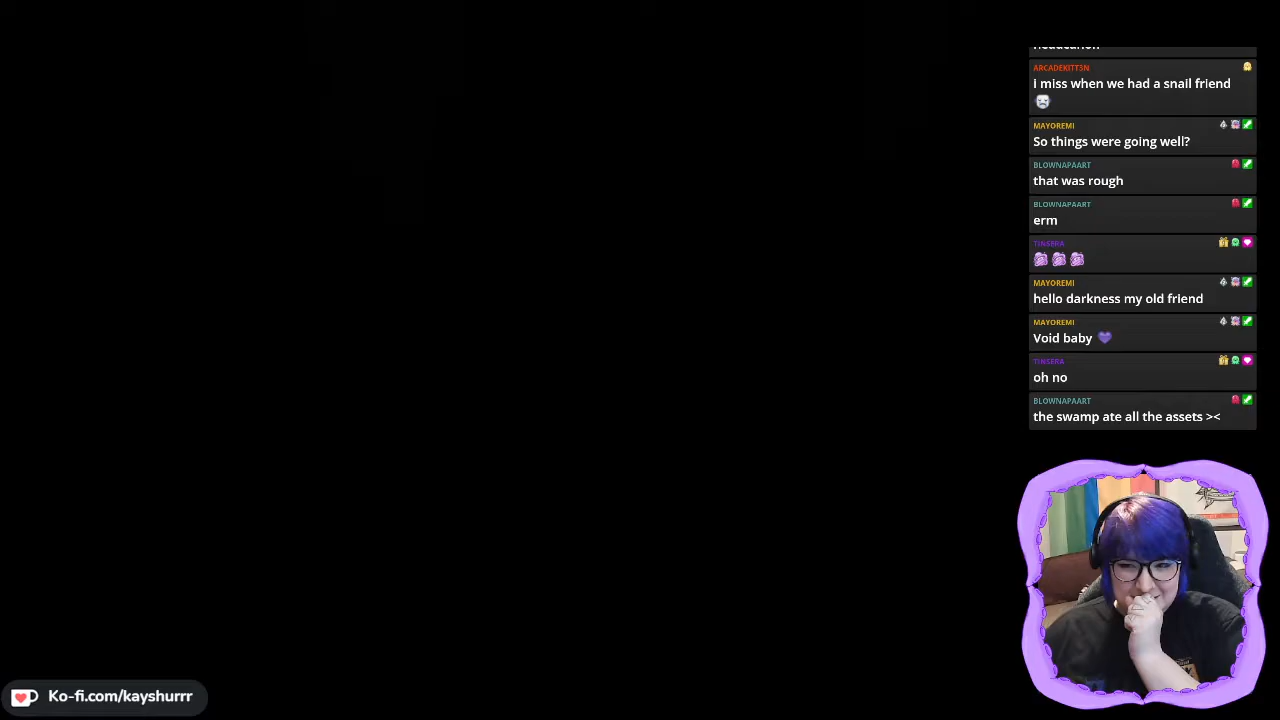 ARCADEKITT3N
i miss when we had a snail friend
MAYOREMI
So things were going well?
BLOWNAPAART
that was rough
BLOWNAPAART
erm
TINSERA
MAYOREMI
hello darkness my old friend
MAYOREMI
Void baby 💜
TINSERA
oh no
BLOWNAPAART
the swamp ate all the assets ><
Ko-fi.com/kayshurrr